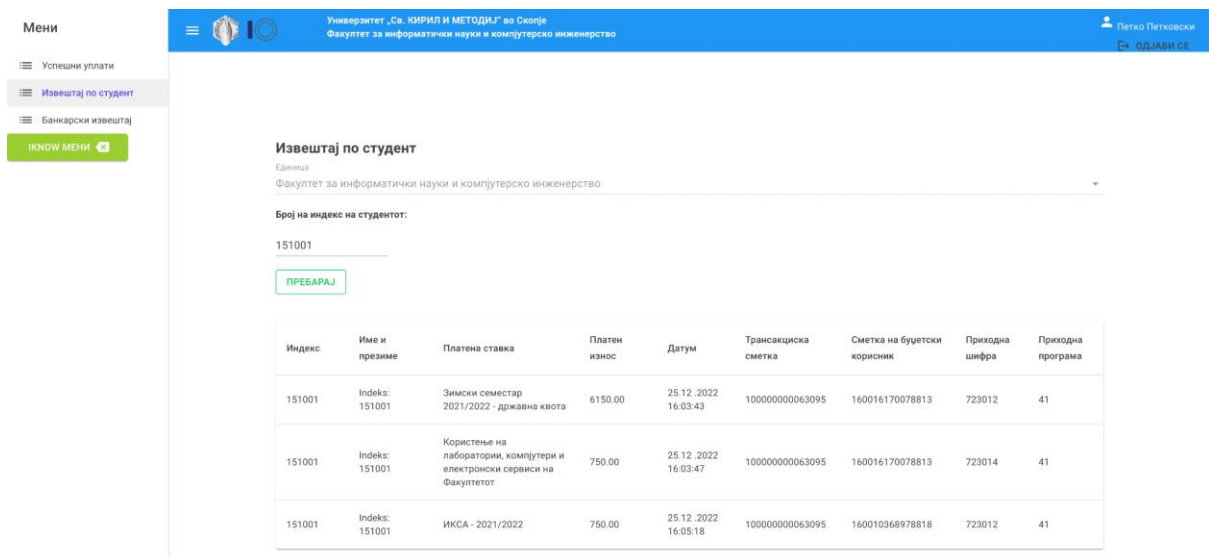 Мени
Успешни уплати
Извештај по студент
Банкарски извештај
IKNOW МЕНИ
Универзитет „Св. КИРИЛ И МЕТОДИЈ“ во Скопје
Факултет за информатички науки и компјутерско инженерство
Петко Петковски
ОДЈАВИ СЕ
Извештај по студент
Единица
Факултет за информатички науки и компјутерско инженерство
Број на индекс на студентот:
151001
ПРЕБАРАЈ
Индекс
Име и
презиме
Платена ставка
Платен
износ
Датум
Трансакциска
сметка
Сметка на буџетски
корисник
Приходна
шифра
Приходна
програма
151001
Indeks:
151001
Зимски семестар
2021/2022 - државна квота
6150.00
25.12 .2022
16:03:43
100000000063095
160016170078813
723012
41
151001
Indeks:
151001
Користење на
лаборатории, компјутери и
електронски сервиси на
Факултетот
750.00
25.12 .2022
16:03:47
100000000063095
160016170078813
723014
41
151001
Indeks:
151001
ИКСА - 2021/2022
750.00
25.12 .2022
16:05:18
100000000063095
160010368978818
723012
41